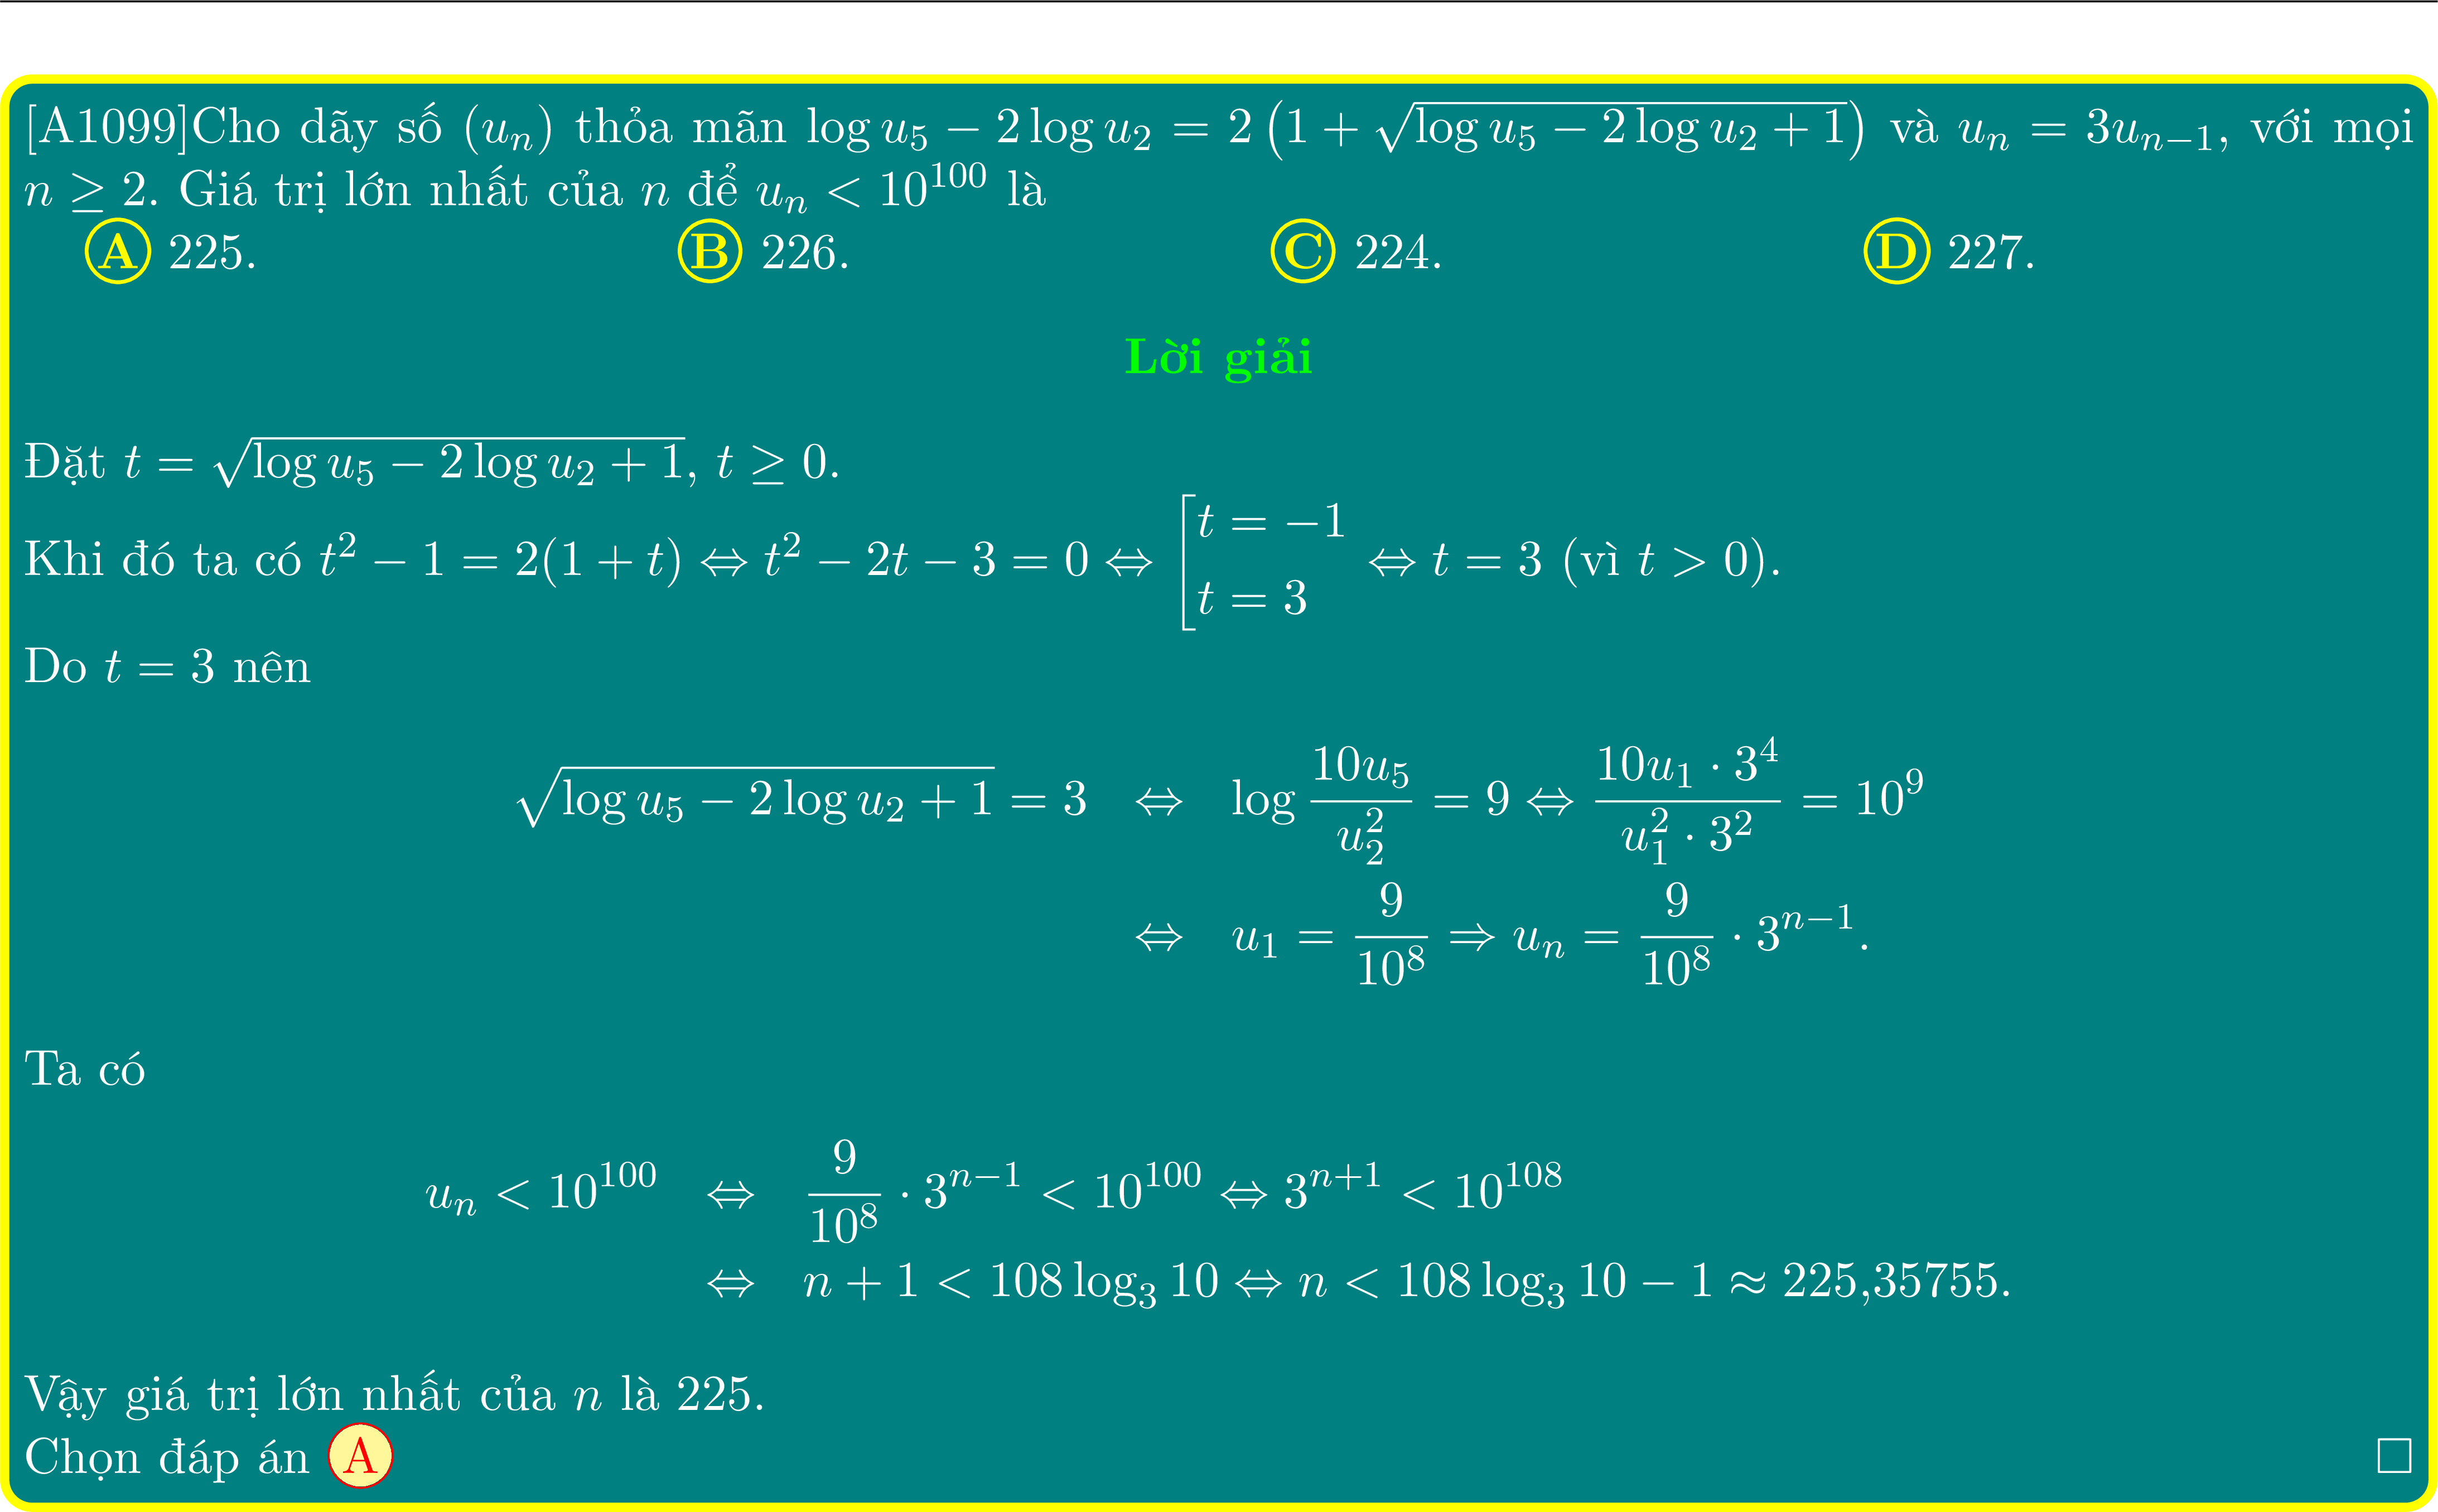 [A1099]Cho dãy số $(u_n)$ thỏa mãn $\log u_5 - 2\log u_2 = 2\left(1 + \sqrt{\log u_5 - 2\log u_2 + 1}\right)$ và $u_n = 3u_{n-1}$, với mọi
$n \geq 2$. Giá trị lớn nhất của $n$ để $u_n < 10^{100}$ là
Ⓐ 225. Ⓑ 226. Ⓒ 224. Ⓓ 227.
Lời giải
Đặt $t = \sqrt{\log u_5 - 2\log u_2 + 1}$, $t \geq 0$.
Khi đó ta có $t^2 - 1 = 2(1 + t) \Leftrightarrow t^2 - 2t - 3 = 0 \Leftrightarrow \left[\begin{array}{l} t = -1 \\ t = 3 \end{array}\right. \Leftrightarrow t = 3$ (vì $t > 0$).
Do $t = 3$ nên
$\sqrt{\log u_5 - 2\log u_2 + 1} = 3 \Leftrightarrow \log \frac{10u_5}{u_2^2} = 9 \Leftrightarrow \frac{10u_1 \cdot 3^4}{u_1^2 \cdot 3^2} = 10^9$
$\Leftrightarrow u_1 = \frac{9}{10^8} \Rightarrow u_n = \frac{9}{10^8} \cdot 3^{n-1}.$
Ta có
$u_n < 10^{100} \Leftrightarrow \frac{9}{10^8} \cdot 3^{n-1} < 10^{100} \Leftrightarrow 3^{n+1} < 10^{108}$
$\Leftrightarrow n + 1 < 108\log_3 10 \Leftrightarrow n < 108\log_3 10 - 1 \approx 225{,}35755.$
Vậy giá trị lớn nhất của $n$ là 225.
Chọn đáp án Ⓐ □